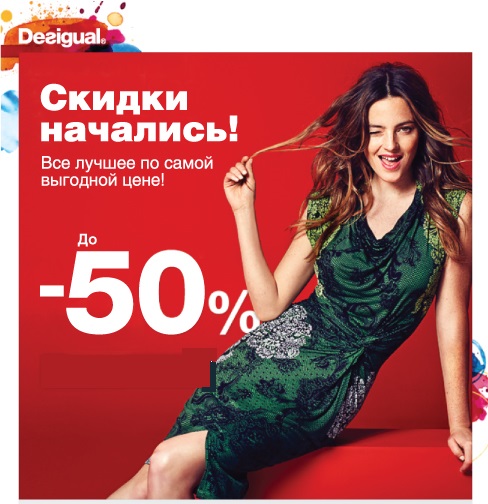 Desigual®
Скидки
начались!
Все лучшее по самой
выгодной цене!
До
-50%